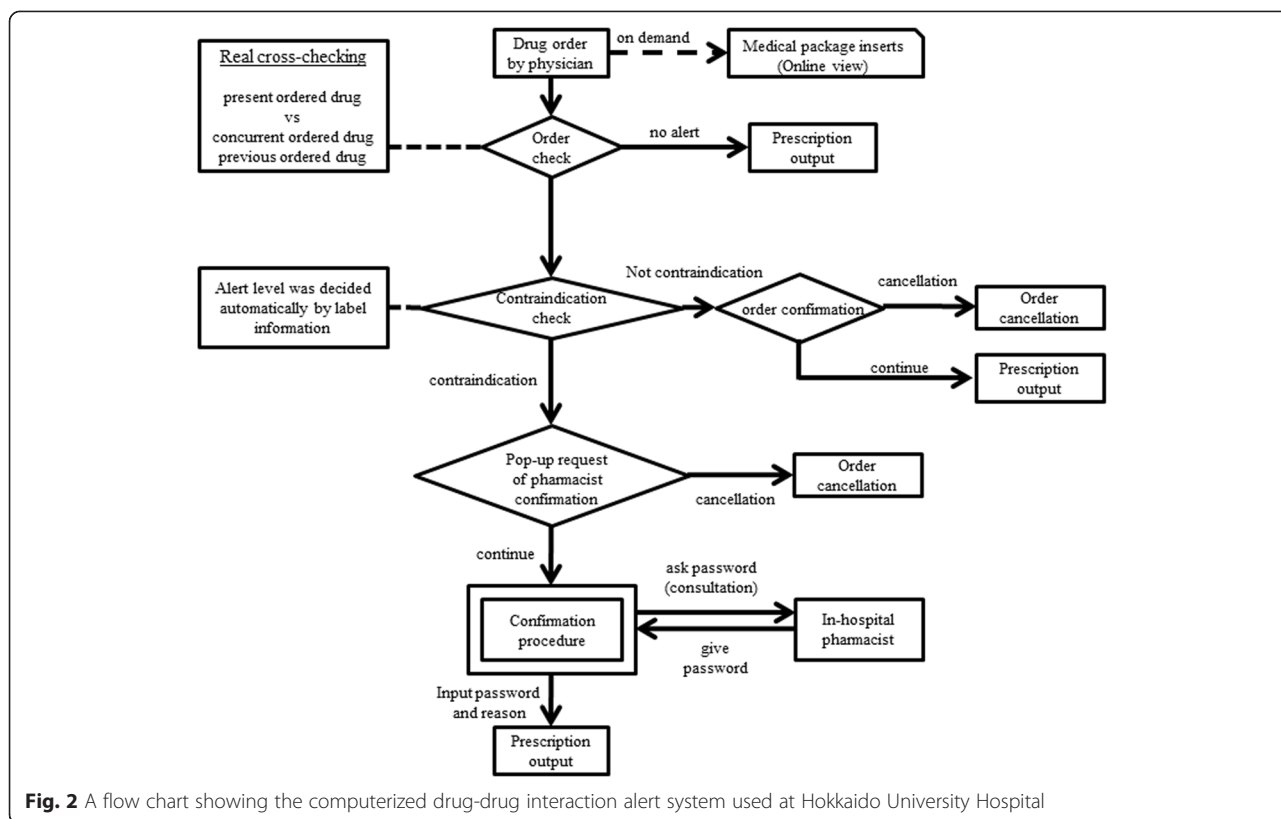 Real cross-checking
present ordered drug
vs
concurrent ordered drug
previous ordered drug
Drug order
by physician
on demand
Medical package inserts
(Online view)
Order
check
no alert
Prescription
output
Alert level was decided
automatically by label
information
Contraindication
check
Not contraindication
order confirmation
cancellation
Order
cancellation
continue
Prescription
output
contraindication
Pop-up request
of pharmacist
confirmation
cancellation
Order
cancellation
continue
Confirmation
procedure
ask password
(consultation)
In-hospital
pharmacist
give
password
Input password
and reason
Prescription
output
Fig. 2 A flow chart showing the computerized drug-drug interaction alert system used at Hokkaido University Hospital